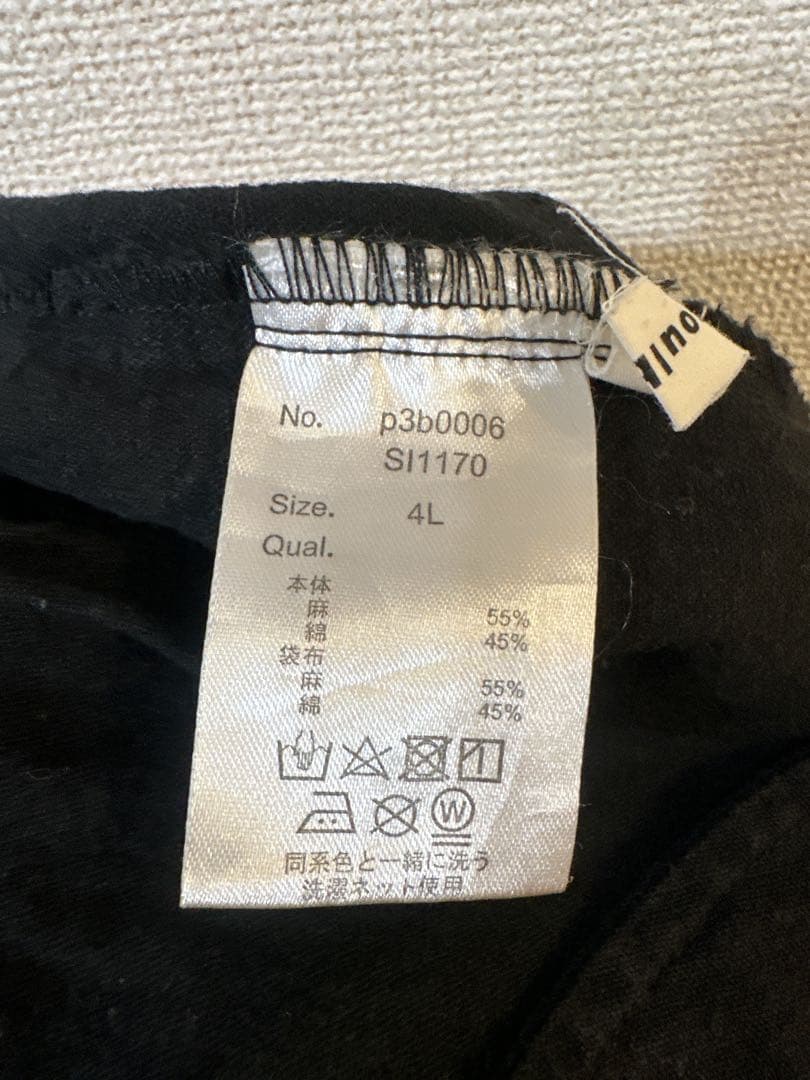 No. p3b0006
SI1170
Size. 4L
Qual.
本体
麻 55%
綿 45%
袋布
麻 55%
綿 45%
W
同系色と一緒に洗う
洗濯ネット使用